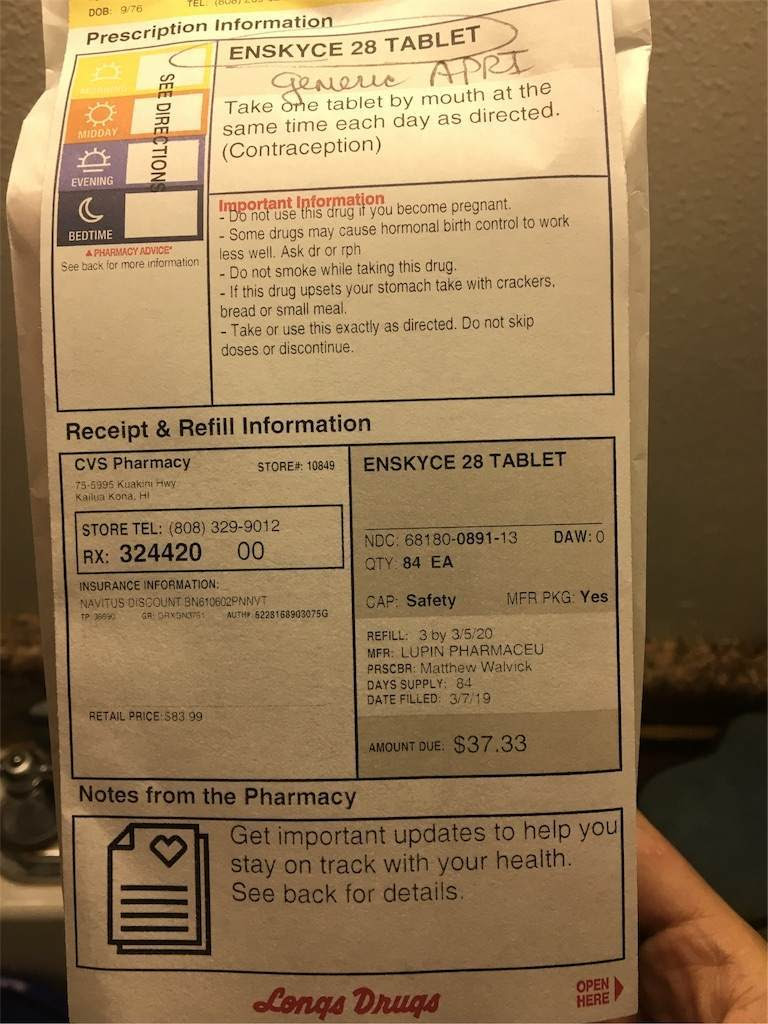 DOB: 9/76
TEL:
Prescription Information
ENSKYCE 28 TABLET
generic APRI
MORNING
MIDDAY
EVENING
BEDTIME
SEE DIRECTIONS
Take one tablet by mouth at the
same time each day as directed.
(Contraception)
PHARMACY ADVICE
See back for more information
Important Information
- Do not use this drug if you become pregnant.
- Some drugs may cause hormonal birth control to work
less well. Ask dr or rph
- Do not smoke while taking this drug.
- If this drug upsets your stomach take with crackers,
bread or small meal.
- Take or use this exactly as directed. Do not skip
doses or discontinue.
Receipt & Refill Information
CVS Pharmacy STORE#: 10849
75-5995 Kuakini Hwy
Kailua Kona, HI
STORE TEL: (808) 329-9012
RX: 324420 00
INSURANCE INFORMATION:
NAVITUS DISCOUNT BN610602PNNVT
GR: AUTH# 5228168903075G
RETAIL PRICE:$83.99
ENSKYCE 28 TABLET
NDC: 68180-0891-13 DAW: 0
QTY: 84 EA
CAP: Safety MFR PKG: Yes
REFILL: 3 by 3/5/20
MFR: LUPIN PHARMACEU
PRSCBR: Matthew Walvick
DAYS SUPPLY: 84
DATE FILLED: 3/7/19
AMOUNT DUE: $37.33
Notes from the Pharmacy
Get important updates to help you
stay on track with your health.
See back for details.
Longs Drugs
OPEN
HERE